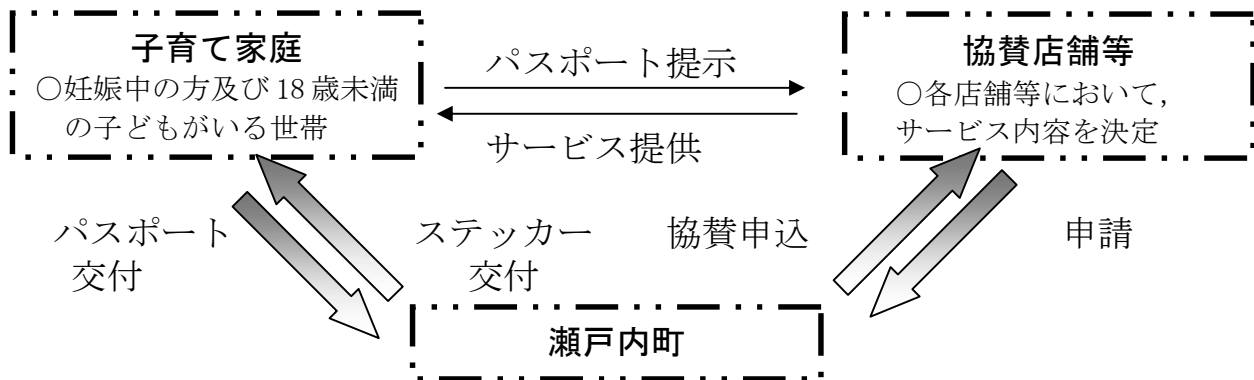 子育て家庭
○妊娠中の方及び18歳未満
の子どもがいる世帯
パスポート提示
サービス提供
協賛店舗等
○各店舗等において,
サービス内容を決定
パスポート
交付
ステッカー
交付
協賛申込
申請
瀬戸内町